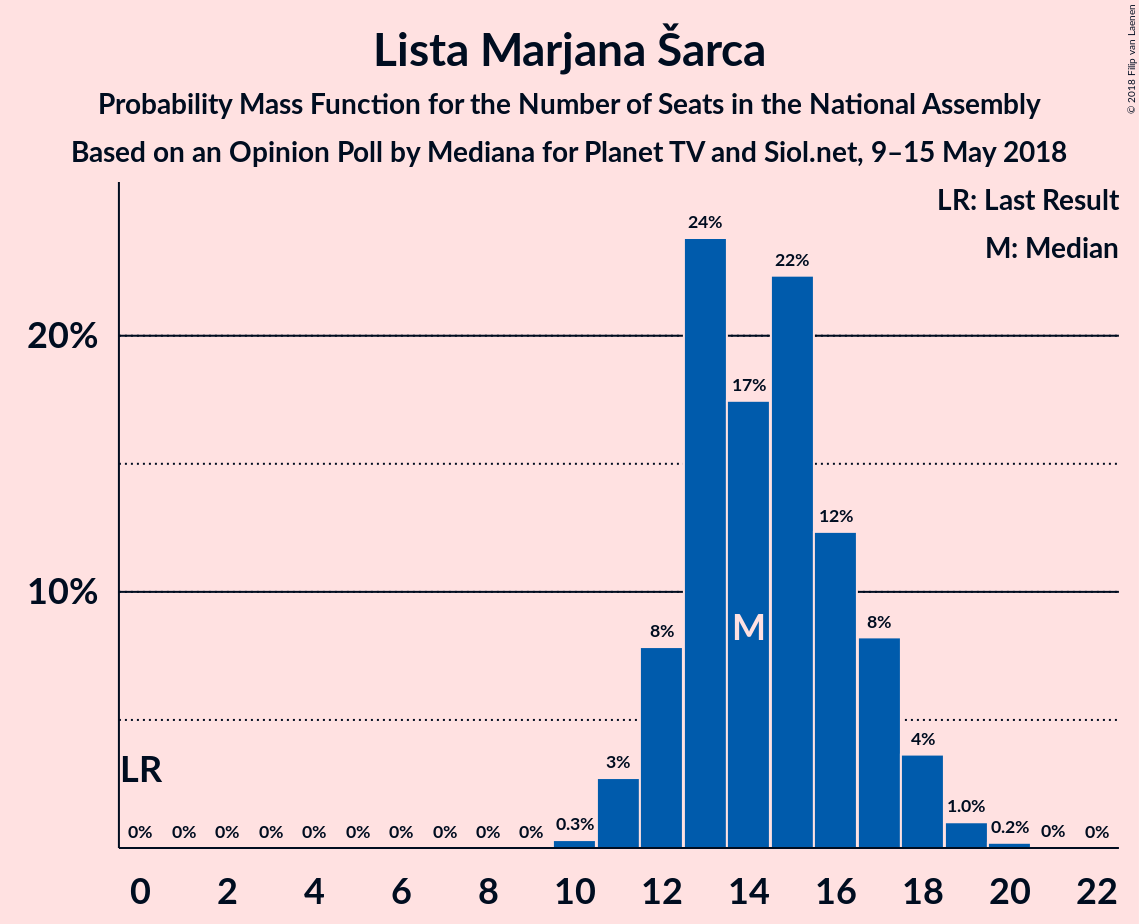 Lista Marjana Šarca
Probability Mass Function for the Number of Seats in the National Assembly
Based on an Opinion Poll by Mediana for Planet TV and Siol.net, 9–15 May 2018
© 2018 Filip van Laenen
LR: Last Result
M: Median
24%
22%
20%
17%
12%
10%
8%
M
8%
4%
LR
3%
1.0%
0% 0% 0% 0% 0% 0% 0% 0% 0% 0% 0.3% 0.2% 0% 0%
0 2 4 6 8 10 12 14 16 18 20 22